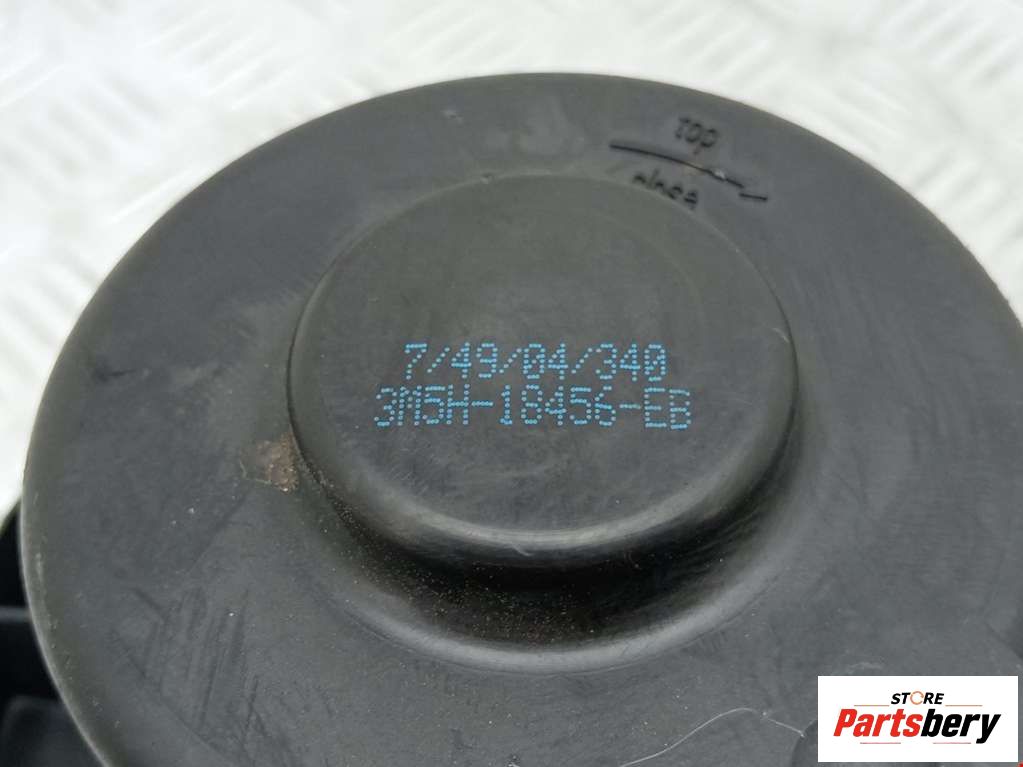 Top
7/49/04/340
3M5H-18456-EB
STORE
Partsbery